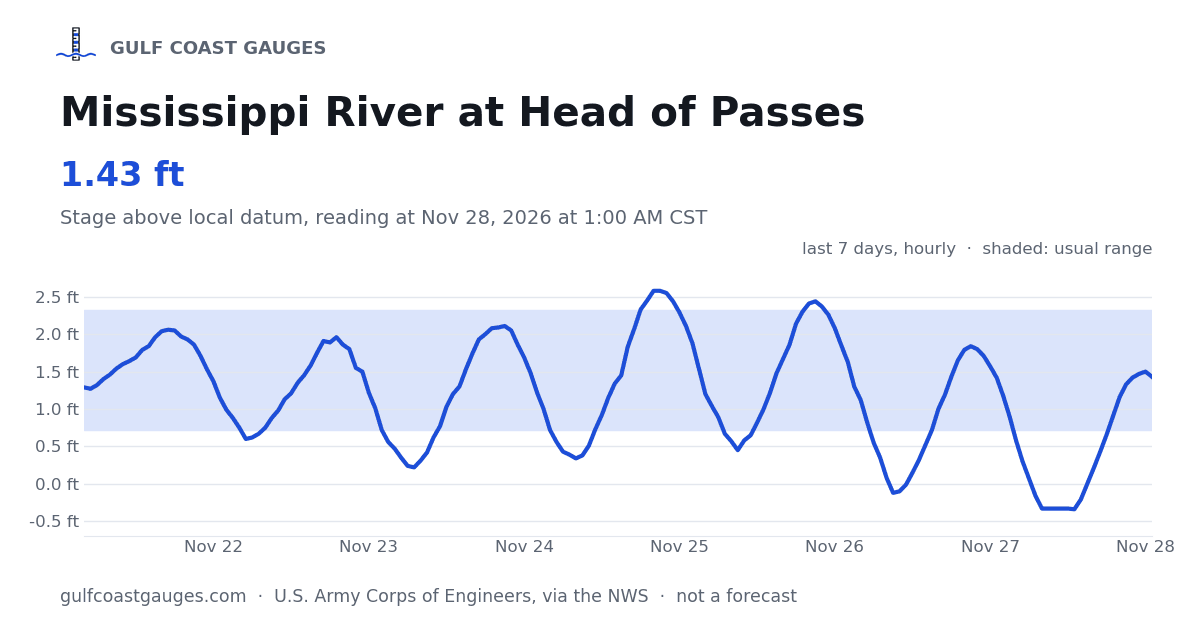 GULF COAST GAUGES
Mississippi River at Head of Passes
1.43 ft
Stage above local datum, reading at Nov 28, 2026 at 1:00 AM CST
last 7 days, hourly · shaded: usual range
2.5 ft
2.0 ft
1.5 ft
1.0 ft
0.5 ft
0.0 ft
-0.5 ft
Nov 22 Nov 23 Nov 24 Nov 25 Nov 26 Nov 27 Nov 28
gulfcoastgauges.com · U.S. Army Corps of Engineers, via the NWS · not a forecast